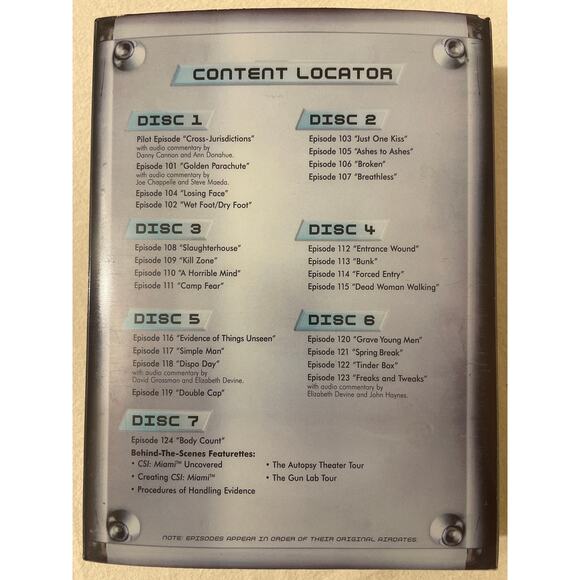 CONTENT LOCATOR
DISC 1
Pilot Episode "Cross-Jurisdictions"
with audio commentary by
Danny Cannon and Ann Donahue.
Episode 101 "Golden Parachute"
with audio commentary by
Joe Chappelle and Steve Maeda.
Episode 104 "Losing Face"
Episode 102 "Wet Foot/Dry Foot"
DISC 2
Episode 103 "Just One Kiss"
Episode 105 "Ashes to Ashes"
Episode 106 "Broken"
Episode 107 "Breathless"
DISC 3
Episode 108 "Slaughterhouse"
Episode 109 "Kill Zone"
Episode 110 "A Horrible Mind"
Episode 111 "Camp Fear"
DISC 4
Episode 112 "Entrance Wound"
Episode 113 "Bunk"
Episode 114 "Forced Entry"
Episode 115 "Dead Woman Walking"
DISC 5
Episode 116 "Evidence of Things Unseen"
Episode 117 "Simple Man"
Episode 118 "Dispo Day"
with audio commentary by
David Grossman and Elizabeth Devine.
Episode 119 "Double Cap"
DISC 6
Episode 120 "Grave Young Men"
Episode 121 "Spring Break"
Episode 122 "Tinder Box"
Episode 123 "Freaks and Tweaks"
with audio commentary by
Elizabeth Devine and John Haynes.
DISC 7
Episode 124 "Body Count"
Behind-The-Scenes Featurettes:
• CSI: Miami™ Uncovered
• Creating CSI: Miami™
• Procedures of Handling Evidence
• The Autopsy Theater Tour
• The Gun Lab Tour
NOTE: EPISODES APPEAR IN ORDER OF THEIR ORIGINAL AIRDATES.